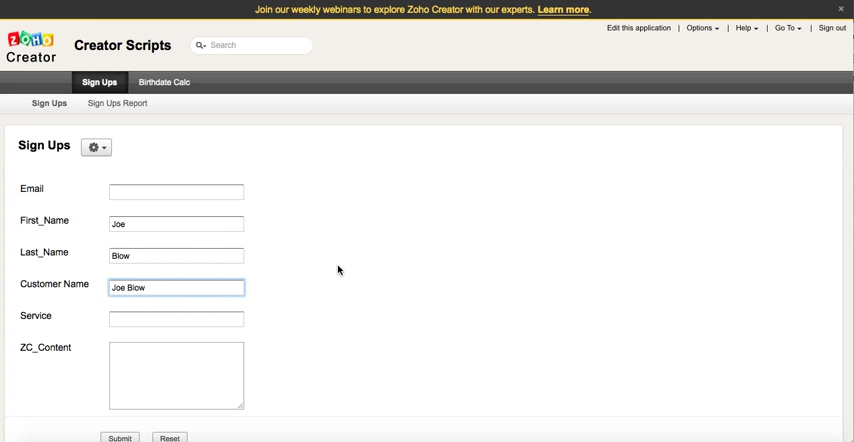 Join our weekly webinars to explore Zoho Creator with our experts. Learn more.
Edit this application | Options | Help | Go To | Sign out
ZOHO
Creator
Creator Scripts
Search
Sign Ups Birthdate Calc
Sign Ups Sign Ups Report
Sign Ups
Email
First_Name Joe
Last_Name Blow
Customer Name Joe Blow
Service
ZC_Content
Submit Reset